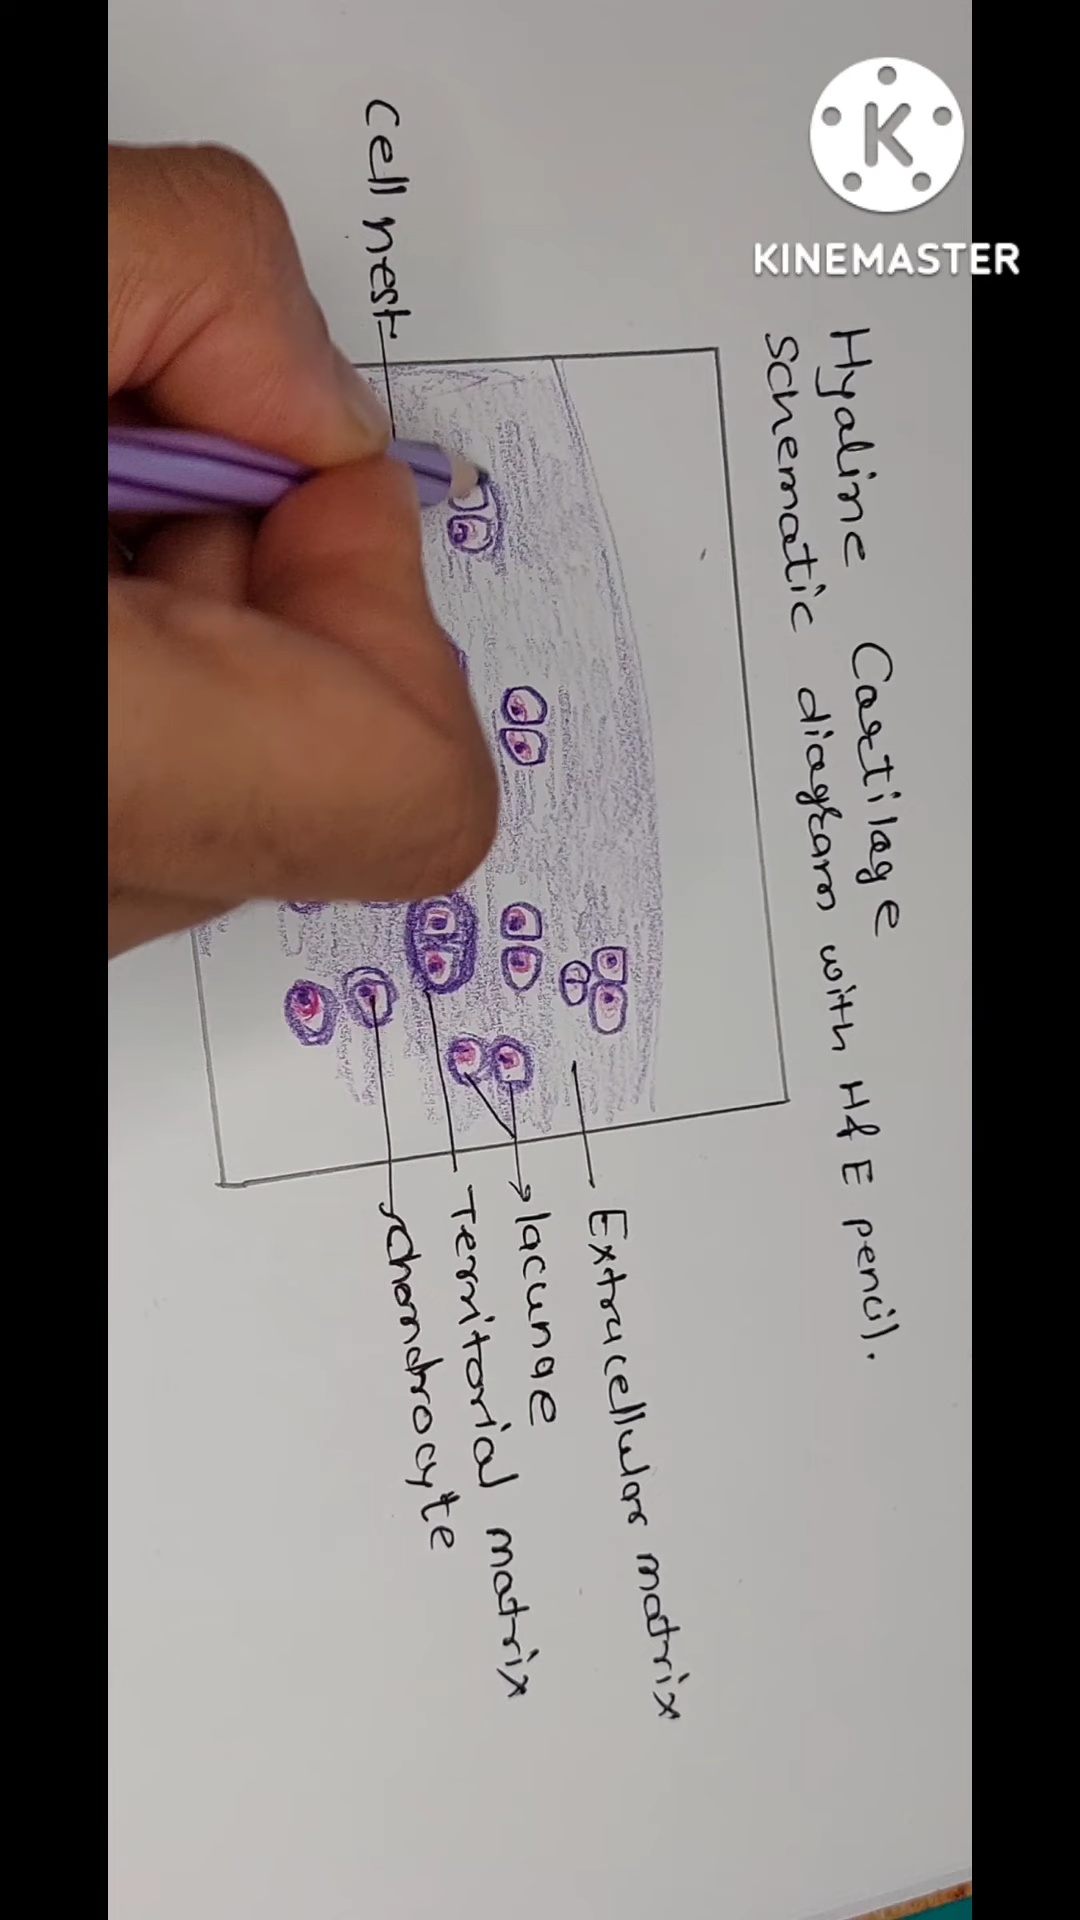 KINEMASTER
Hyaline Cartilage
Schematic diagram with H&E pencil.
Cell nest
Extracellular matrix
lacunae
Territorial matrix
chondrocyte